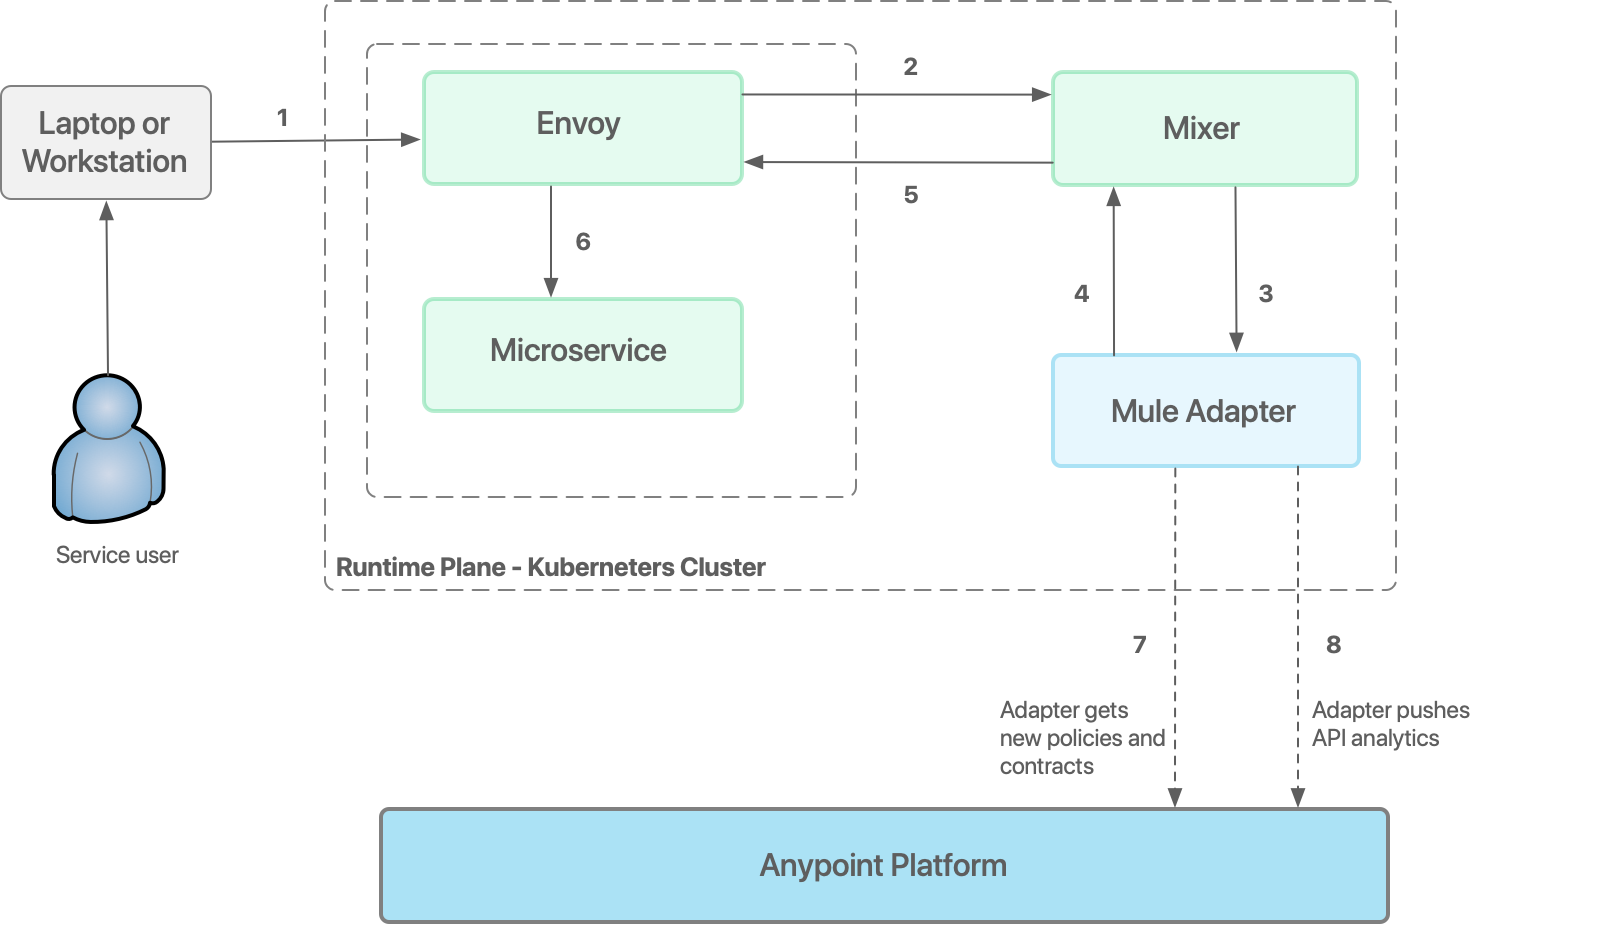 1
2
Laptop or
Workstation
Envoy
Mixer
5
6
4
3
Microservice
Mule Adapter
Service user
Runtime Plane - Kuberneters Cluster
7
8
Adapter gets
new policies and
contracts
Adapter pushes
API analytics
Anypoint Platform